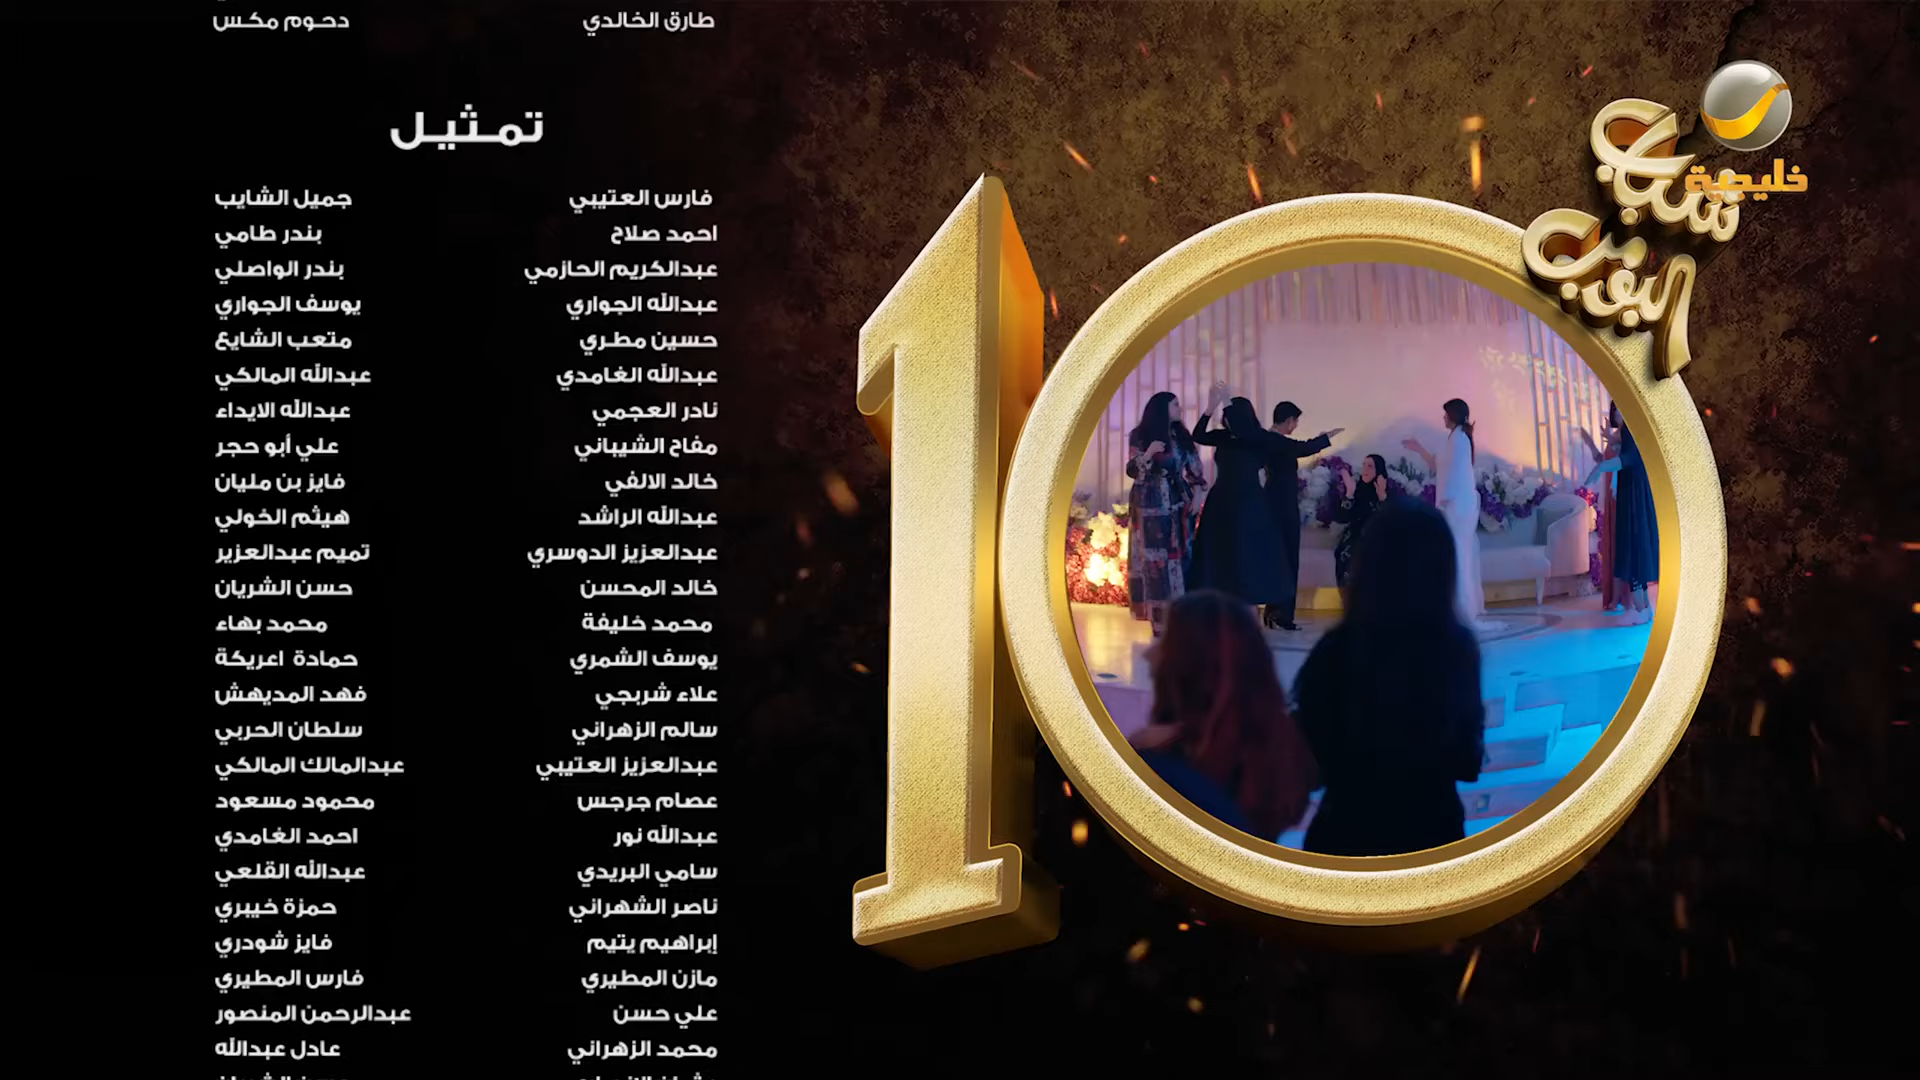 طارق الخالدي دحوم مكس
تمثيل
فارس العتيبي جميل الشايب
احمد صلاح بندر طامي
عبدالكريم الحازمي بندر الواصلي
عبدالله الجواري يوسف الجواري
حسين مطري متعب الشايع
عبدالله الغامدي عبدالله المالكي
نادر العجمي عبدالله الايداء
مفاح الشيباني علي أبو حجر
خالد الالفي فايز بن مليان
عبدالله الراشد هيثم الخولي
عبدالعزيز الدوسري تميم عبدالعزير
خالد المحسن حسن الشريان
محمد خليفة محمد بهاء
يوسف الشمري حمادة اعريكة
علاء شربجي فهد المديهش
سالم الزهراني سلطان الحربي
عبدالعزيز العتيبي عبدالمالك المالكي
عصام جرجس محمود مسعود
عبدالله نور احمد الغامدي
سامي البريدي عبدالله القلعي
ناصر الشهراني حمزة خيبري
إبراهيم يتيم فايز شودري
مازن المطيري فارس المطيري
علي حسن عبدالرحمن المنصور
محمد الزهراني عادل عبدالله
10
شباب
البومب
خليجية